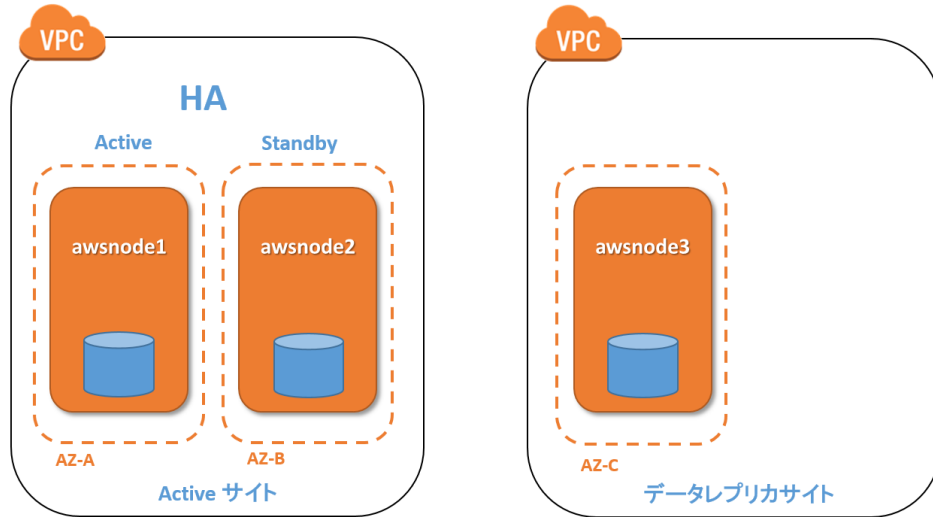 VPC
HA
Active
Standby
awsnode1
awsnode2
AZ-A
AZ-B
Active サイト
VPC
awsnode3
AZ-C
データレプリカサイト